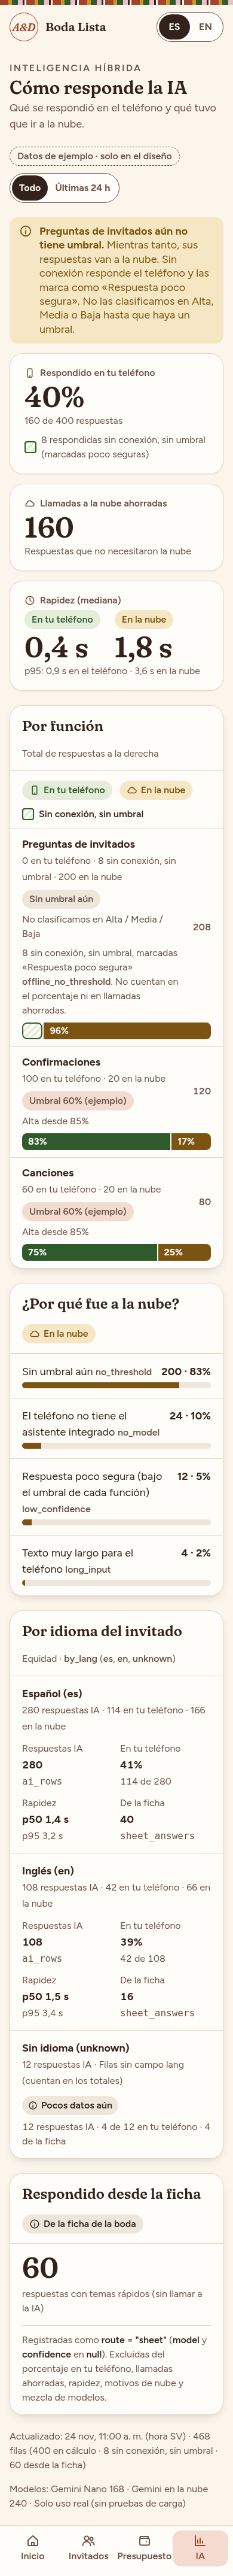 A&D Boda Lista ES EN
INTELIGENCIA HÍBRIDA
Cómo responde la IA
Qué se respondió en el teléfono y qué tuvo
que ir a la nube.
Datos de ejemplo · solo en el diseño
Todo Últimas 24 h
Preguntas de invitados aún no
tiene umbral. Mientras tanto, sus
respuestas van a la nube. Sin
conexión responde el teléfono y las
marca como «Respuesta poco
segura». No las clasificamos en Alta,
Media o Baja hasta que haya un
umbral.
Respondido en tu teléfono
40%
160 de 400 respuestas
8 respondidas sin conexión, sin umbral
(marcadas poco seguras)
Llamadas a la nube ahorradas
160
Respuestas que no necesitaron la nube
Rapidez (mediana)
En tu teléfono En la nube
0,4 s 1,8 s
p95: 0,9 s en el teléfono · 3,6 s en la nube
Por función
Total de respuestas a la derecha
En tu teléfono En la nube
Sin conexión, sin umbral
Preguntas de invitados
0 en tu teléfono · 8 sin conexión, sin
umbral · 200 en la nube
Sin umbral aún
No clasificamos en Alta / Media /
Baja
208
8 sin conexión, sin umbral, marcadas
«Respuesta poco segura»
offline_no_threshold. No cuentan en
el porcentaje ni en llamadas
ahorradas.
96%
Confirmaciones
100 en tu teléfono · 20 en la nube
Umbral 60% (ejemplo)
120
Alta desde 85%
83% 17%
Canciones
60 en tu teléfono · 20 en la nube
Umbral 60% (ejemplo)
80
Alta desde 85%
75% 25%
¿Por qué fue a la nube?
En la nube
Sin umbral aún no_threshold 200 · 83%
El teléfono no tiene el 24 · 10%
asistente integrado no_model
Respuesta poco segura (bajo 12 · 5%
el umbral de cada función)
low_confidence
Texto muy largo para el 4 · 2%
teléfono long_input
Por idioma del invitado
Equidad · by_lang (es, en, unknown)
Español (es)
280 respuestas IA · 114 en tu teléfono · 166
en la nube
Respuestas IA En tu teléfono
280 41%
ai_rows 114 de 280
Rapidez De la ficha
p50 1,4 s 40
p95 3,2 s sheet_answers
Inglés (en)
108 respuestas IA · 42 en tu teléfono · 66 en
la nube
Respuestas IA En tu teléfono
108 39%
ai_rows 42 de 108
Rapidez De la ficha
p50 1,5 s 16
p95 3,4 s sheet_answers
Sin idioma (unknown)
12 respuestas IA · Filas sin campo lang
(cuentan en los totales)
Pocos datos aún
12 respuestas IA · 4 de 12 en tu teléfono · 4
de la ficha
Respondido desde la ficha
De la ficha de la boda
60
respuestas con temas rápidos (sin llamar a
la IA)
Registradas como route = "sheet" (model y
confidence en null). Excluidas del
porcentaje en tu teléfono, llamadas
ahorradas, rapidez, motivos de nube y
mezcla de modelos.
Actualizado: 24 nov, 11:00 a. m. (hora SV) · 468
filas (400 en cálculo · 8 sin conexión, sin umbral ·
60 desde la ficha)
Modelos: Gemini Nano 168 · Gemini en la nube
240 · Solo uso real (sin pruebas de carga)
Inicio Invitados Presupuesto IA